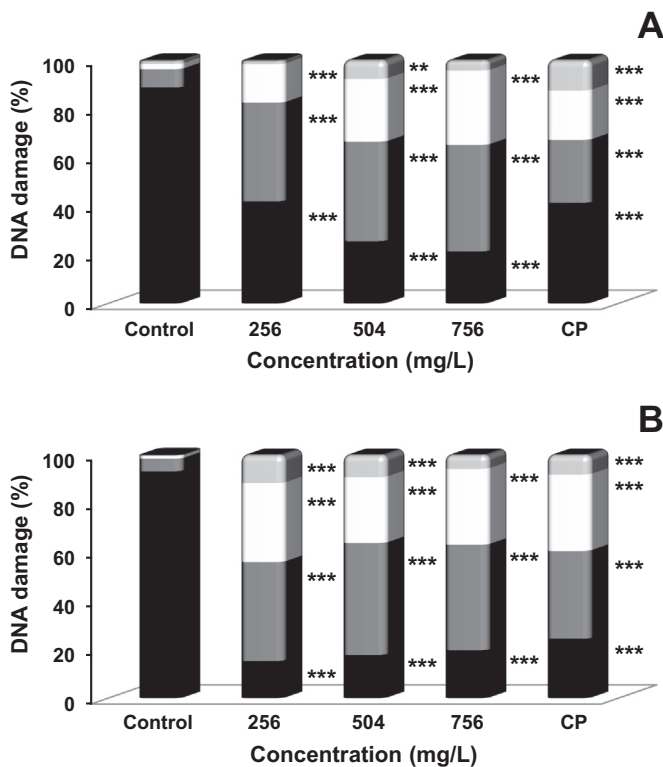 A
DNA damage (%)
100
80
60
40
20
0
*** ** *** ***
*** *** ***
*** *** *** ***
*** *** *** ***
Control 256 504 756 CP
Concentration (mg/L)
B
DNA damage (%)
100
80
60
40
20
0
*** *** *** ***
*** *** ***
*** *** *** ***
*** *** *** ***
Control 256 504 756 CP
Concentration (mg/L)